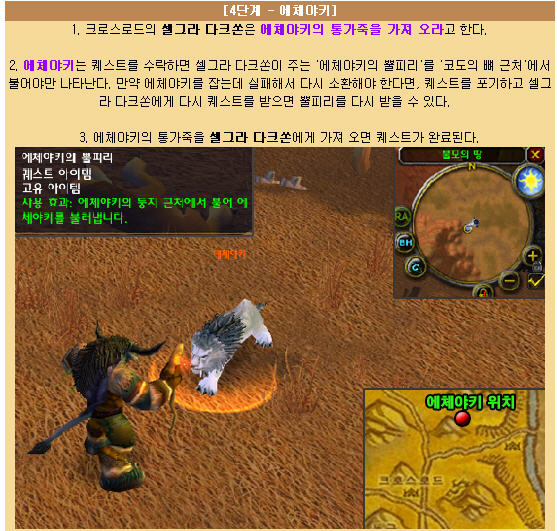 [4단계 - 에체야키]
1, 크로스로드의 셀그라 다크쏜은 에체야키의 통가죽을 가져 오라고 한다.
2, 에체야키는 퀘스트를 수락하면 셀그라 다크쏜이 주는 '에체야키의 뿔피리'를 '코도의 뼈 근처'에서
불어야만 나타난다. 만약 에체야키를 잡는데 실패해서 다시 소환해야 한다면, 퀘스트를 포기하고 셀그
라 다크쏜에게 다시 퀘스트를 받으면 뿔피리를 다시 받을 수 있다.
3, 에체야키의 통가죽을 셀그라 다크쏜에게 가져 오면 퀘스트가 완료된다.
에체야키의 뿔피리
퀘스트 아이템
고유 아이템
사용 효과: 에체야키의 둥지 근처에서 불어 에
체야키를 불러냅니다.
불모의 땅
N
RA
BH
C
에체야키
에체야키 위치
크로스로드